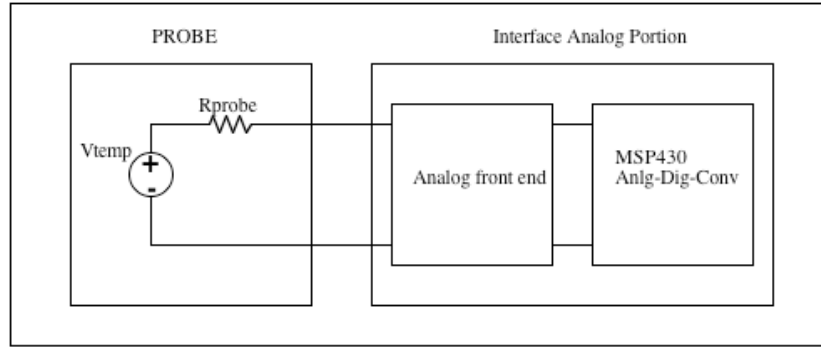 PROBE
Interface Analog Portion
Rprobe
Vtemp
+
-
Analog front end
MSP430
Anlg-Dig-Conv